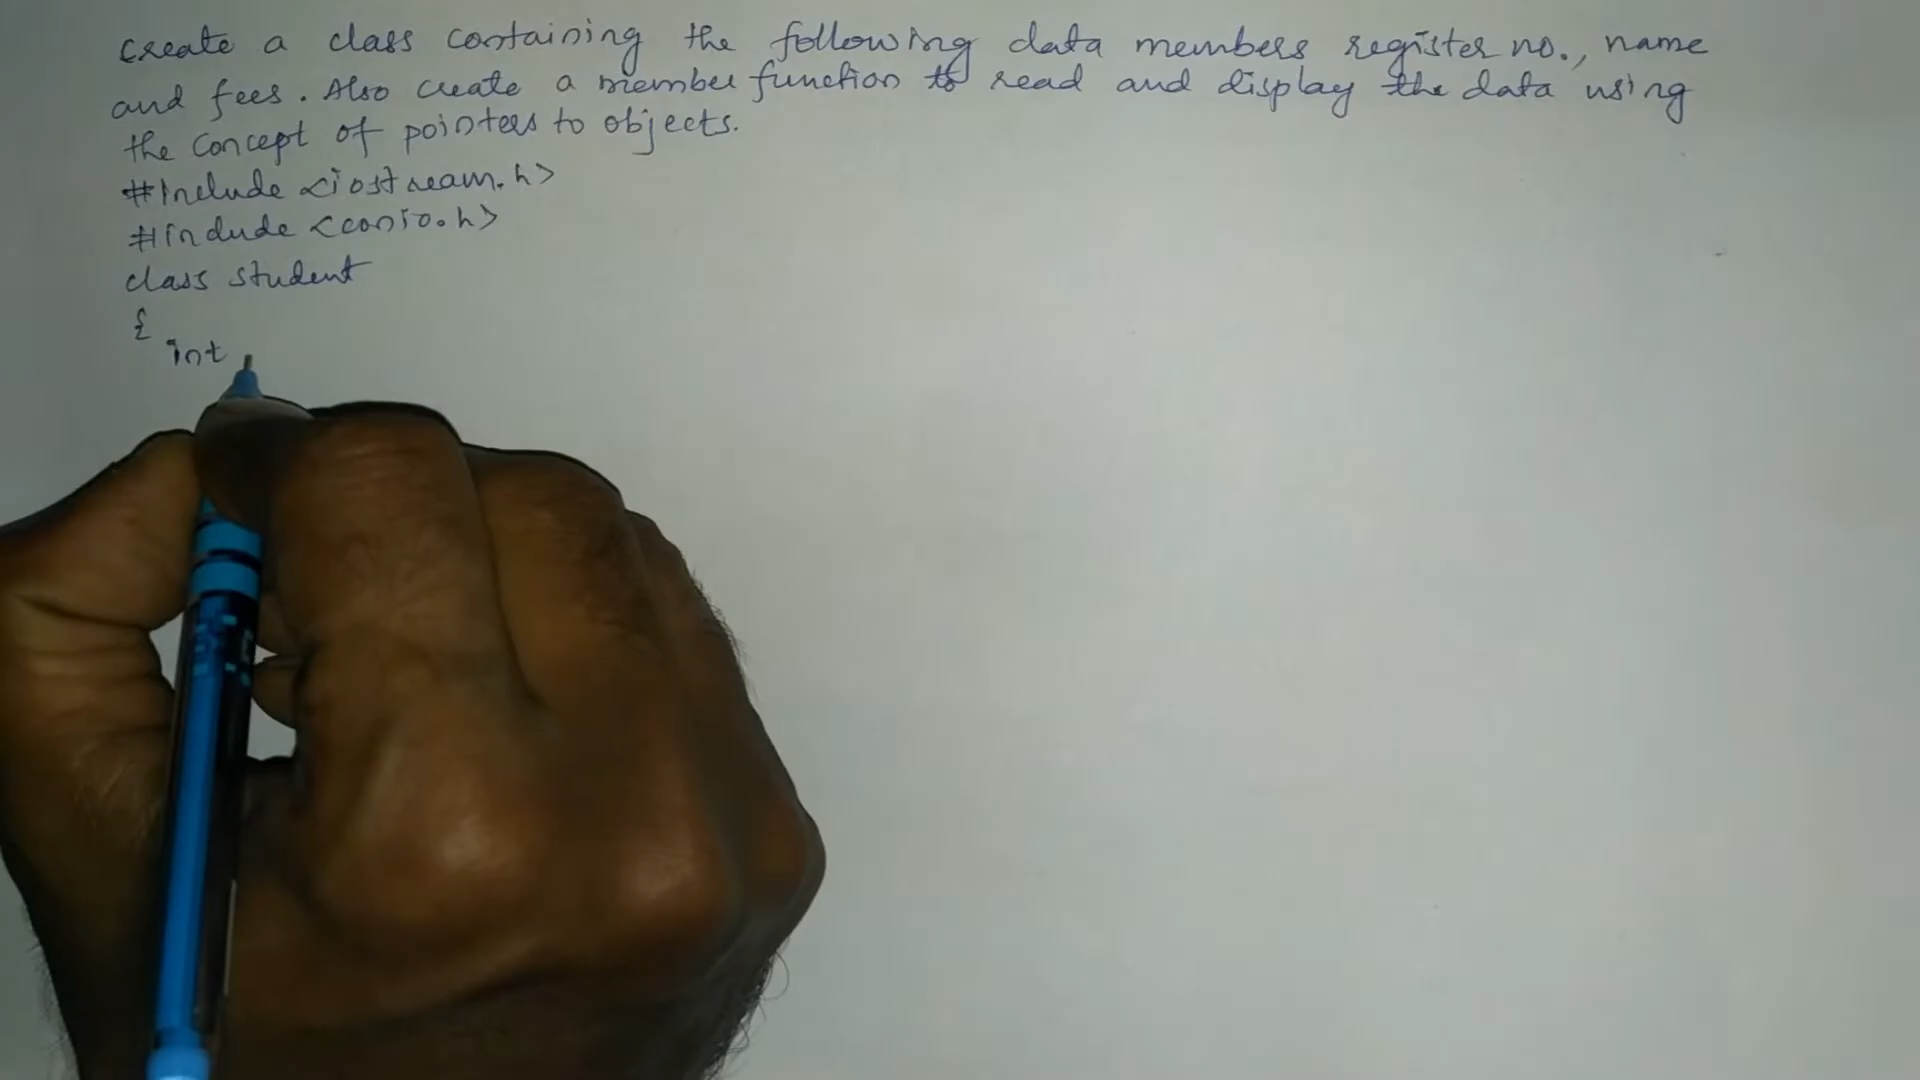 Create a class containing the following data members register no., name
and fees. Also create a member function to read and display the data using
the concept of pointers to objects.
#include <iostream.h>
#include <conio.h>
class student
{
int